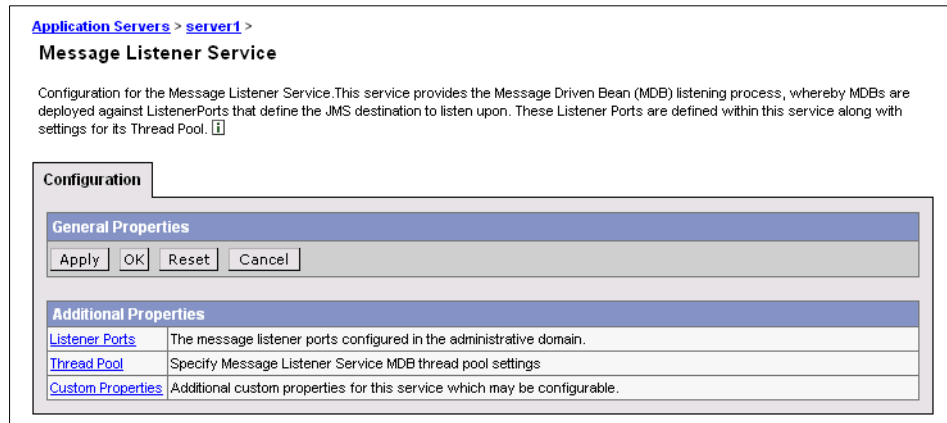 Application Servers > server1 >
Message Listener Service
Configuration for the Message Listener Service.This service provides the Message Driven Bean (MDB) listening process, whereby MDBs are
deployed against ListenerPorts that define the JMS destination to listen upon. These Listener Ports are defined within this service along with
settings for its Thread Pool. i
Configuration
General Properties
Apply OK Reset Cancel
Additional Properties
Listener Ports The message listener ports configured in the administrative domain.
Thread Pool Specify Message Listener Service MDB thread pool settings
Custom Properties Additional custom properties for this service which may be configurable.